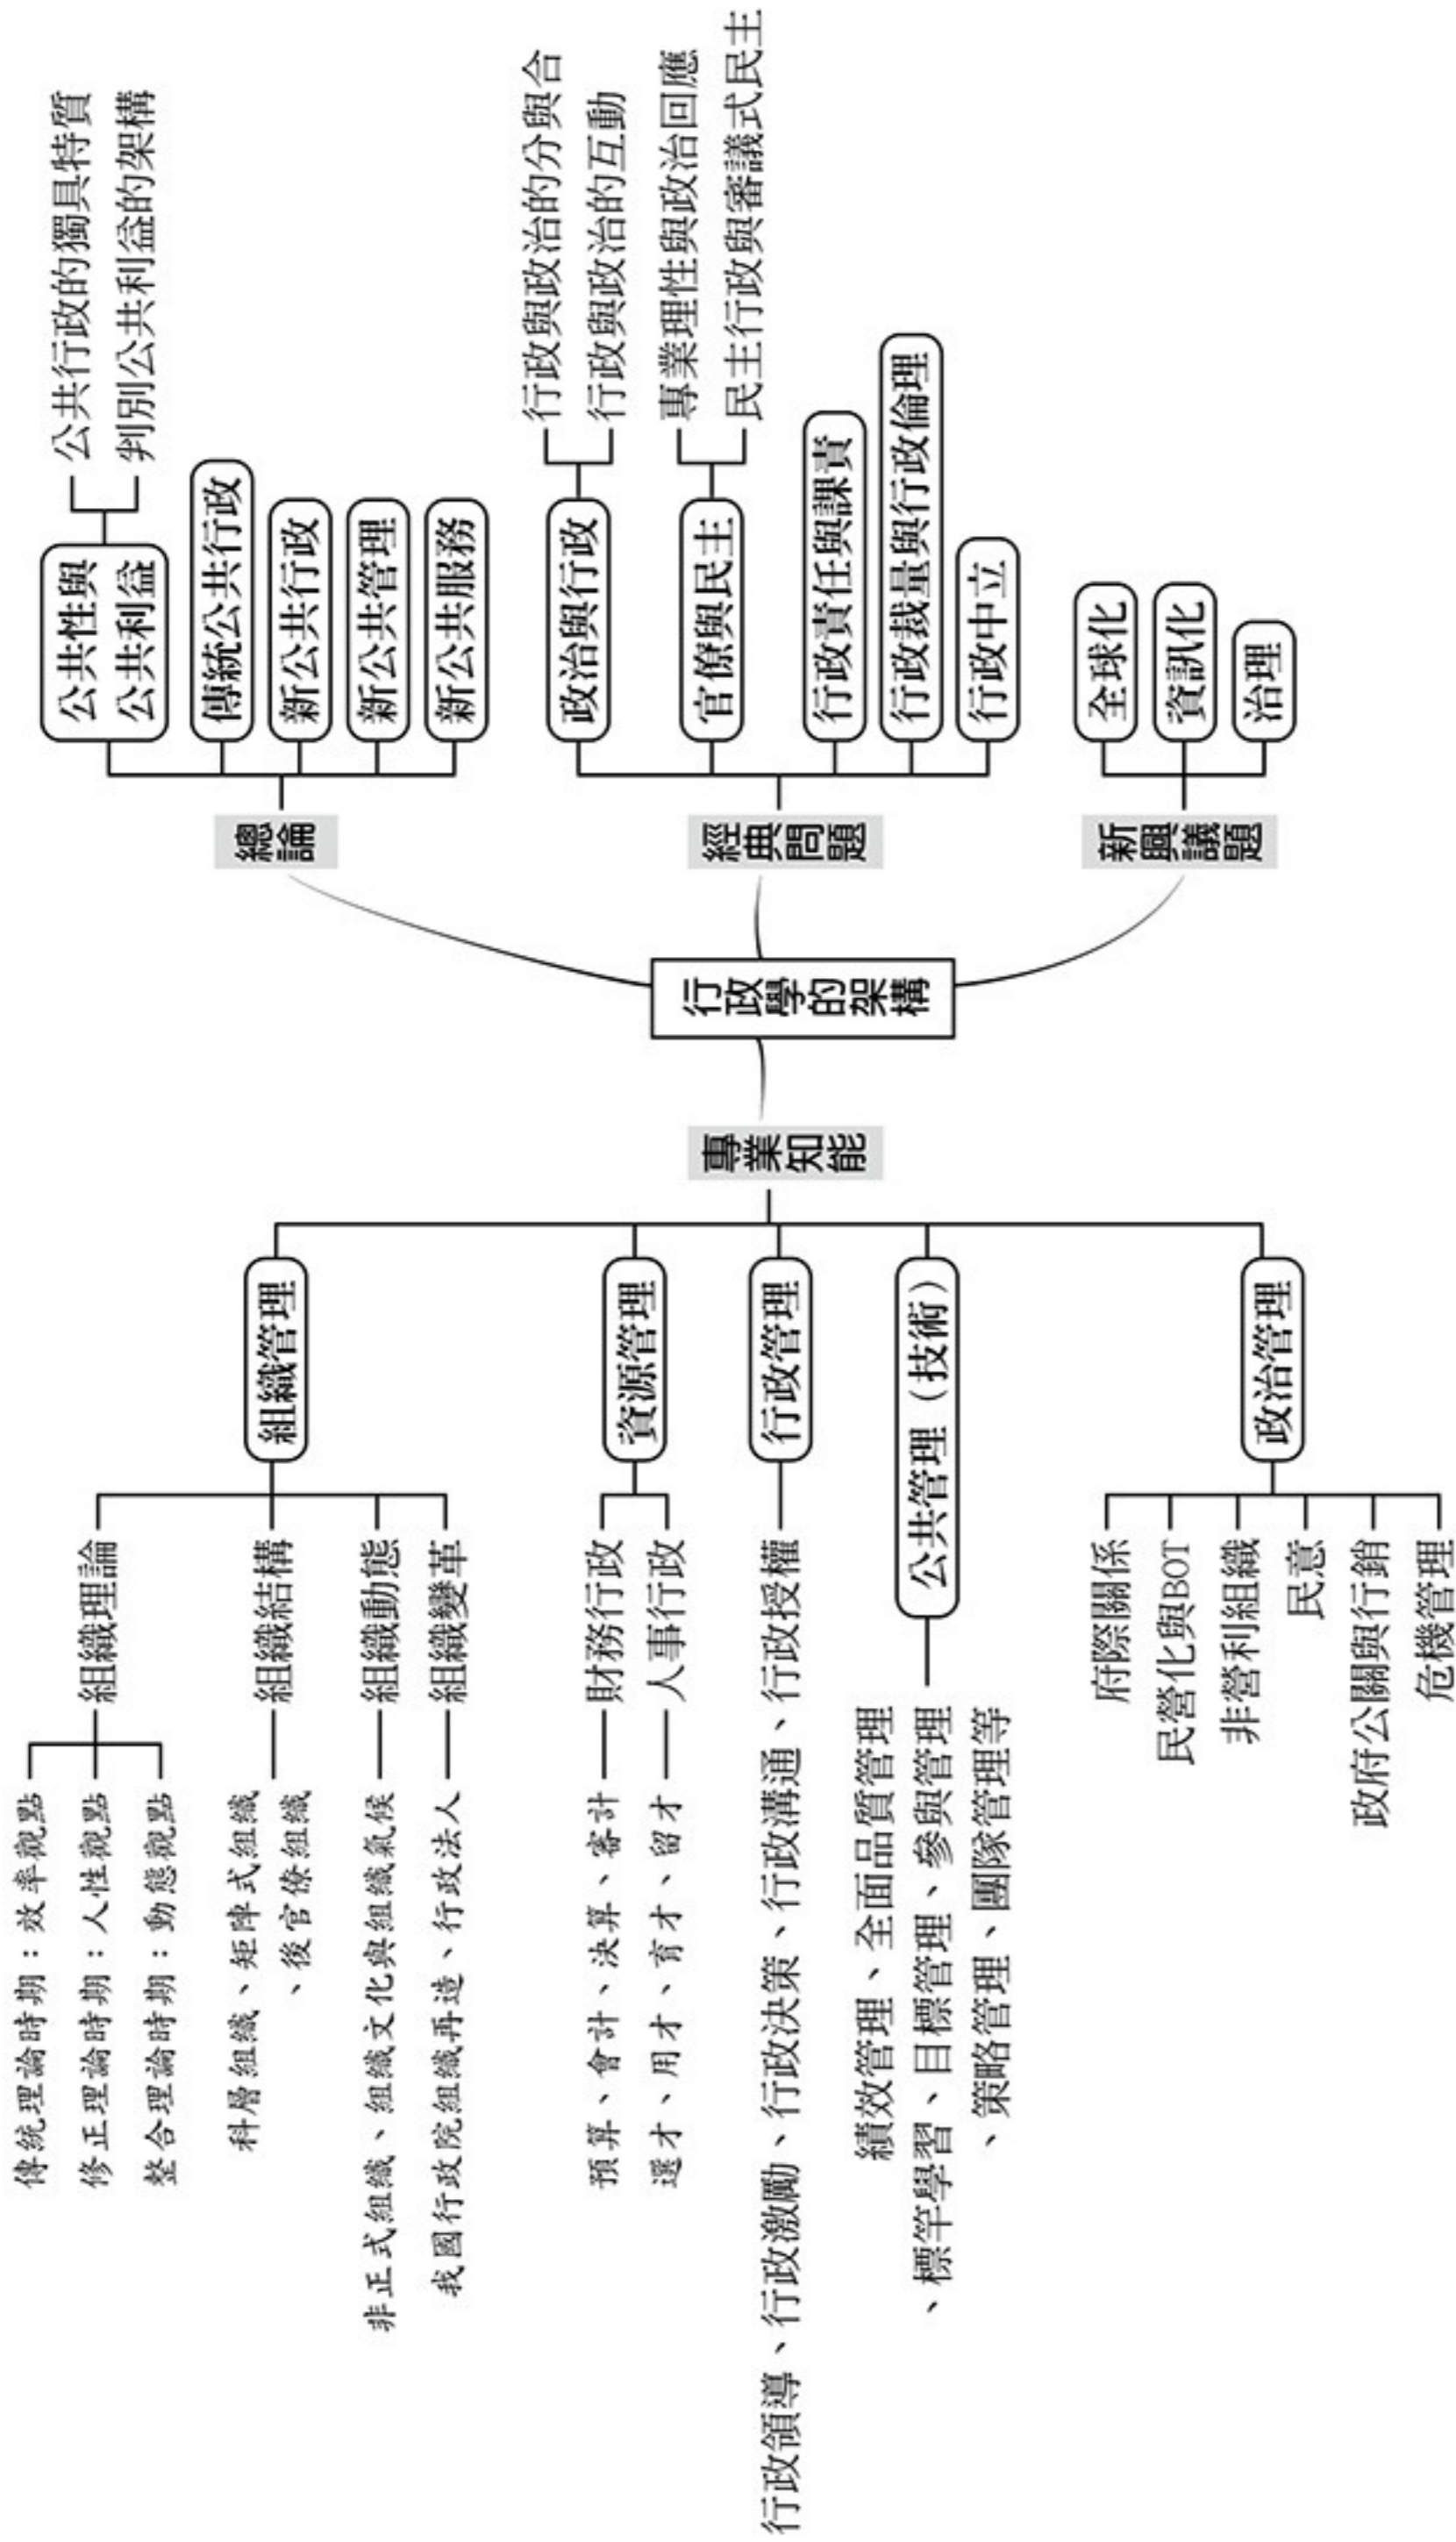 行政學的架構
專業知能
組織管理
組織理論
傳統理論時期：效率觀點
修正理論時期：人性觀點
整合理論時期：動態觀點
組織結構
科層組織、矩陣式組織
、後官僚組織
組織動態
非正式組織、組織文化與組織氣候
組織變革
我國行政院組織再造、行政法人
資源管理
財務行政
預算、會計、決算、審計
人事行政
選才、用才、育才、留才
行政管理
行政領導、行政激勵、行政決策、行政溝通、行政授權
公共管理（技術）
績效管理、全面品質管理
、標竿學習、目標管理、參與管理
、策略管理、團隊管理等
政治管理
府際關係
民營化與BOT
非營利組織
民意
政府公關與行銷
危機管理
總論
公共性與
公共利益
公共行政的獨具特質
判別公共利益的架構
傳統公共行政
新公共行政
新公共管理
新公共服務
經典問題
政治與行政
行政與政治的分與合
行政與政治的互動
官僚與民主
專業理性與政治回應
民主行政與審議式民主
行政責任與課責
行政裁量與行政倫理
行政中立
新興議題
全球化
資訊化
治理